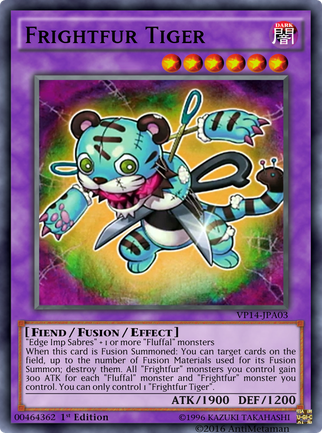 Frightfur Tiger
DARK
闇
VP14-JPA03
[Fiend / Fusion / Effect]
"Edge Imp Sabres" + 1 or more "Fluffal" monsters
When this card is Fusion Summoned: You can target cards on the
field, up to the number of Fusion Materials used for its Fusion
Summon; destroy them. All "Frightfur" monsters you control gain
300 ATK for each "Fluffal" monster and "Frightfur" monster you
control. You can only control 1 "Frightfur Tiger".
ATK/1900 DEF/1200
00464362 1st Edition ©1996 KAZUKI TAKAHASHI
©2016 AntiMetaman